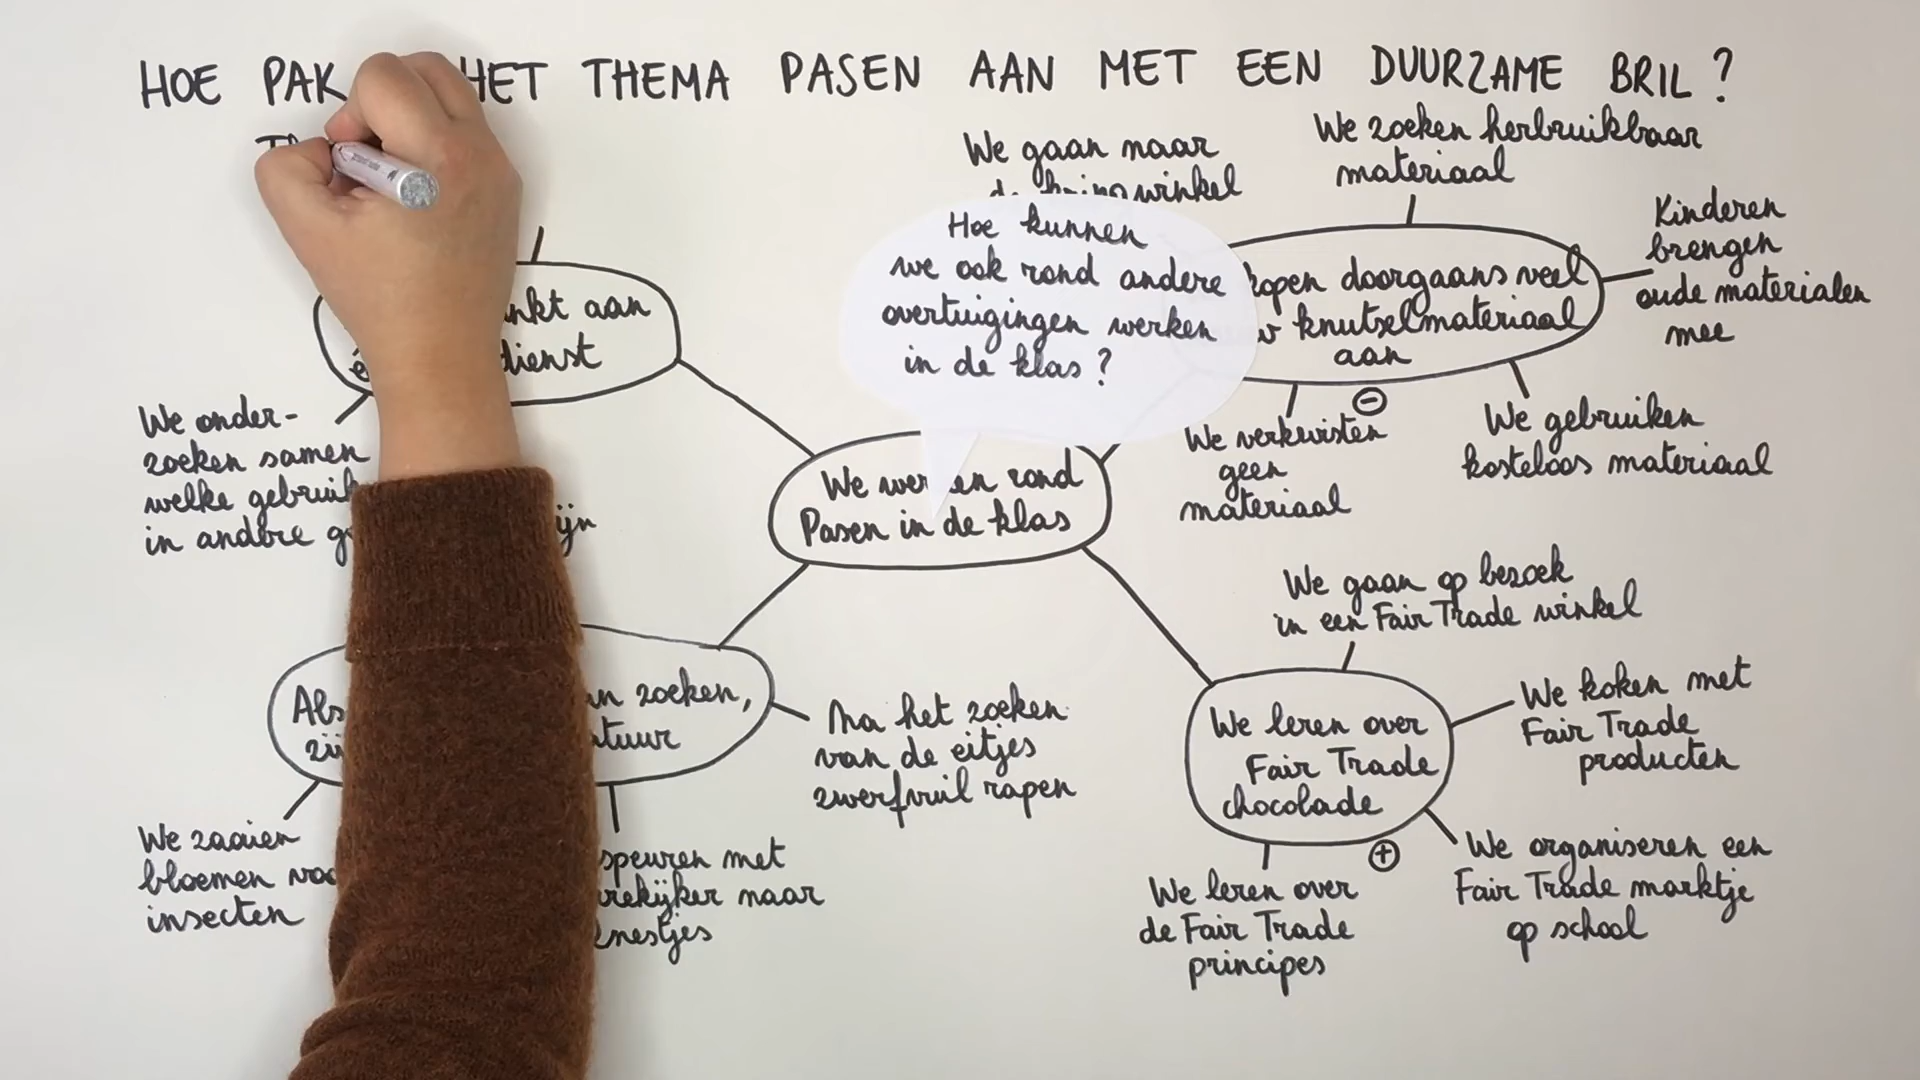 HOE PAK HET THEMA PASEN AAN MET EEN DUURZAME BRIL?
We gaan naar
winkel
We zoeken herbruikbaar
materiaal
Kinderen
brengen
oude materialen
mee
Hoe kunnen
we ook rond andere
overtuigingen werken
in de klas?
kopen doorgaans veel
knutselmateriaal
aan
We verkwisten
geen
materiaal
We gebruiken
kosteloos materiaal
aan
dienst
We onder-
zoeken samen
welke
in andere
We rond
Pasen in de klas
Als zoeken,
We zaaien
bloemen
insecten
speuren met
naar
nestjes
Na het zoeken
van de eitjes
zwerfvuil rapen
We gaan op bezoek
in een Fair Trade winkel
We leren over
Fair Trade
chocolade
We koken met
Fair Trade
producten
We organiseren een
Fair Trade marktje
op school
We leren over
de Fair Trade
principes